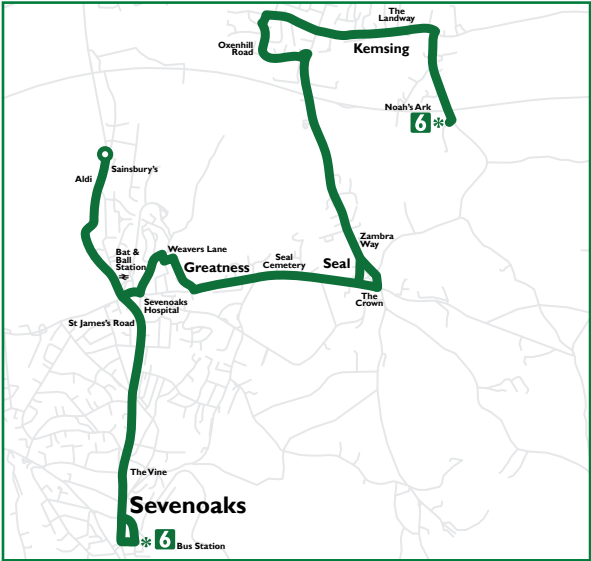 The
Landway
Oxenhill
Road
Kemsing
Noah's Ark
6 *
Sainsbury's
Aldi
Zambra
Way
Weavers Lane
Bat &
Ball
Station
Seal
Cemetery
Seal
Greatness
The
Crown
Sevenoaks
Hospital
St James's Road
The Vine
Sevenoaks
* 6 Bus Station